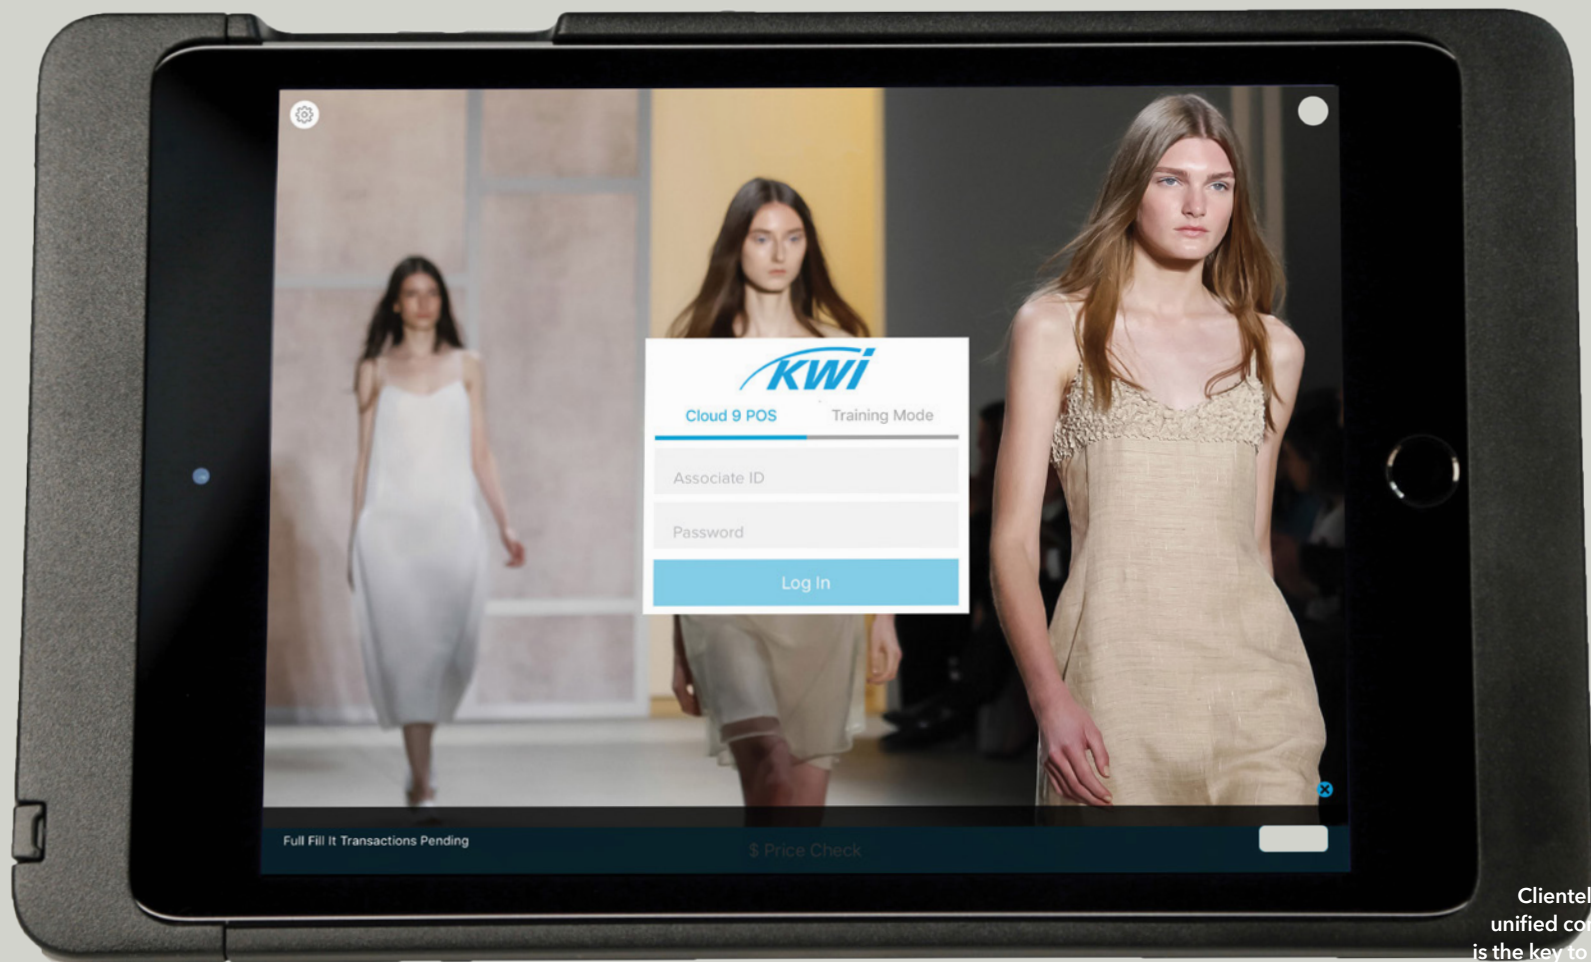 KWI
Cloud 9 POS
Training Mode
Associate ID
Password
Log In
Full Fill It Transactions Pending
$ Price Check
Clientel
unified co
is the key to